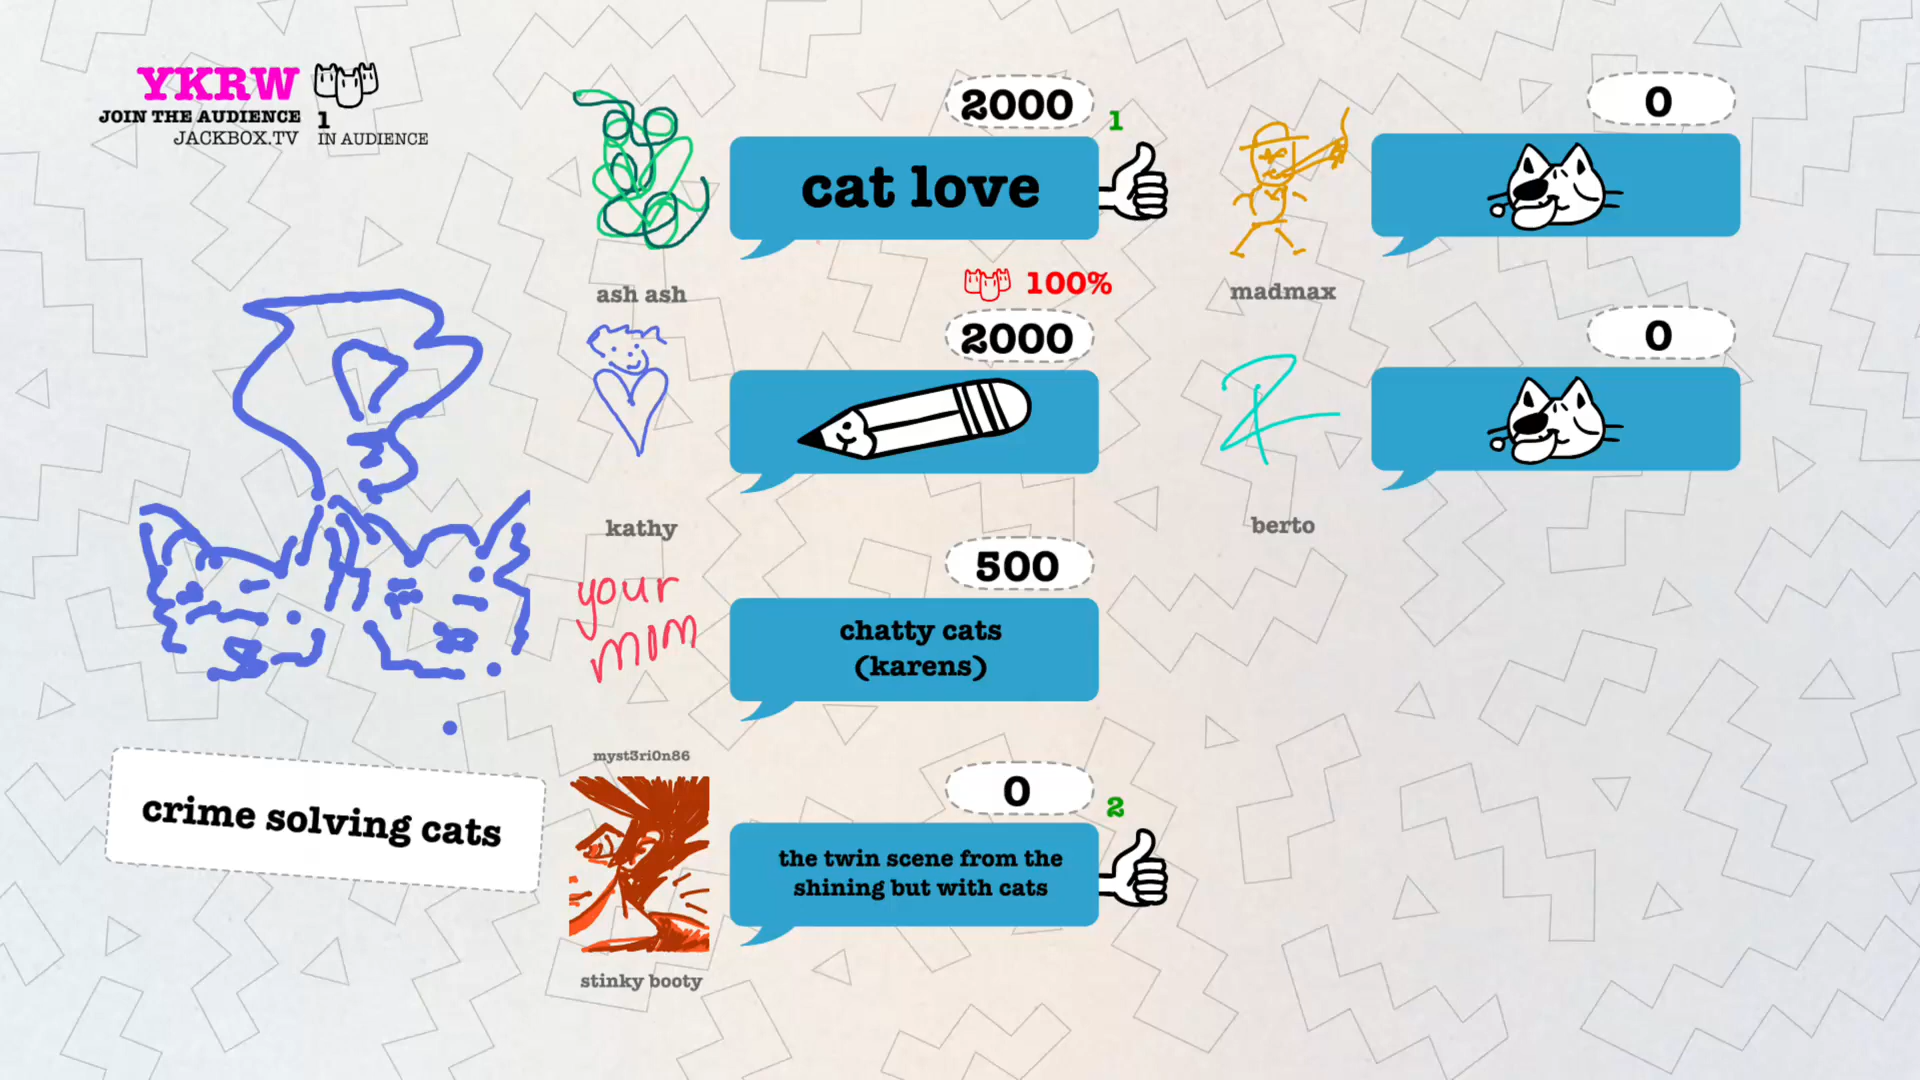 YKRW
JOIN THE AUDIENCE
JACKBOX.TV
1
IN AUDIENCE
2000
1
cat love
ash ash
100%
2000
kathy
500
your
mom
chatty cats
(karens)
myst3ri0n86
0
2
the twin scene from the
shining but with cats
stinky booty
0
madmax
0
berto
crime solving cats